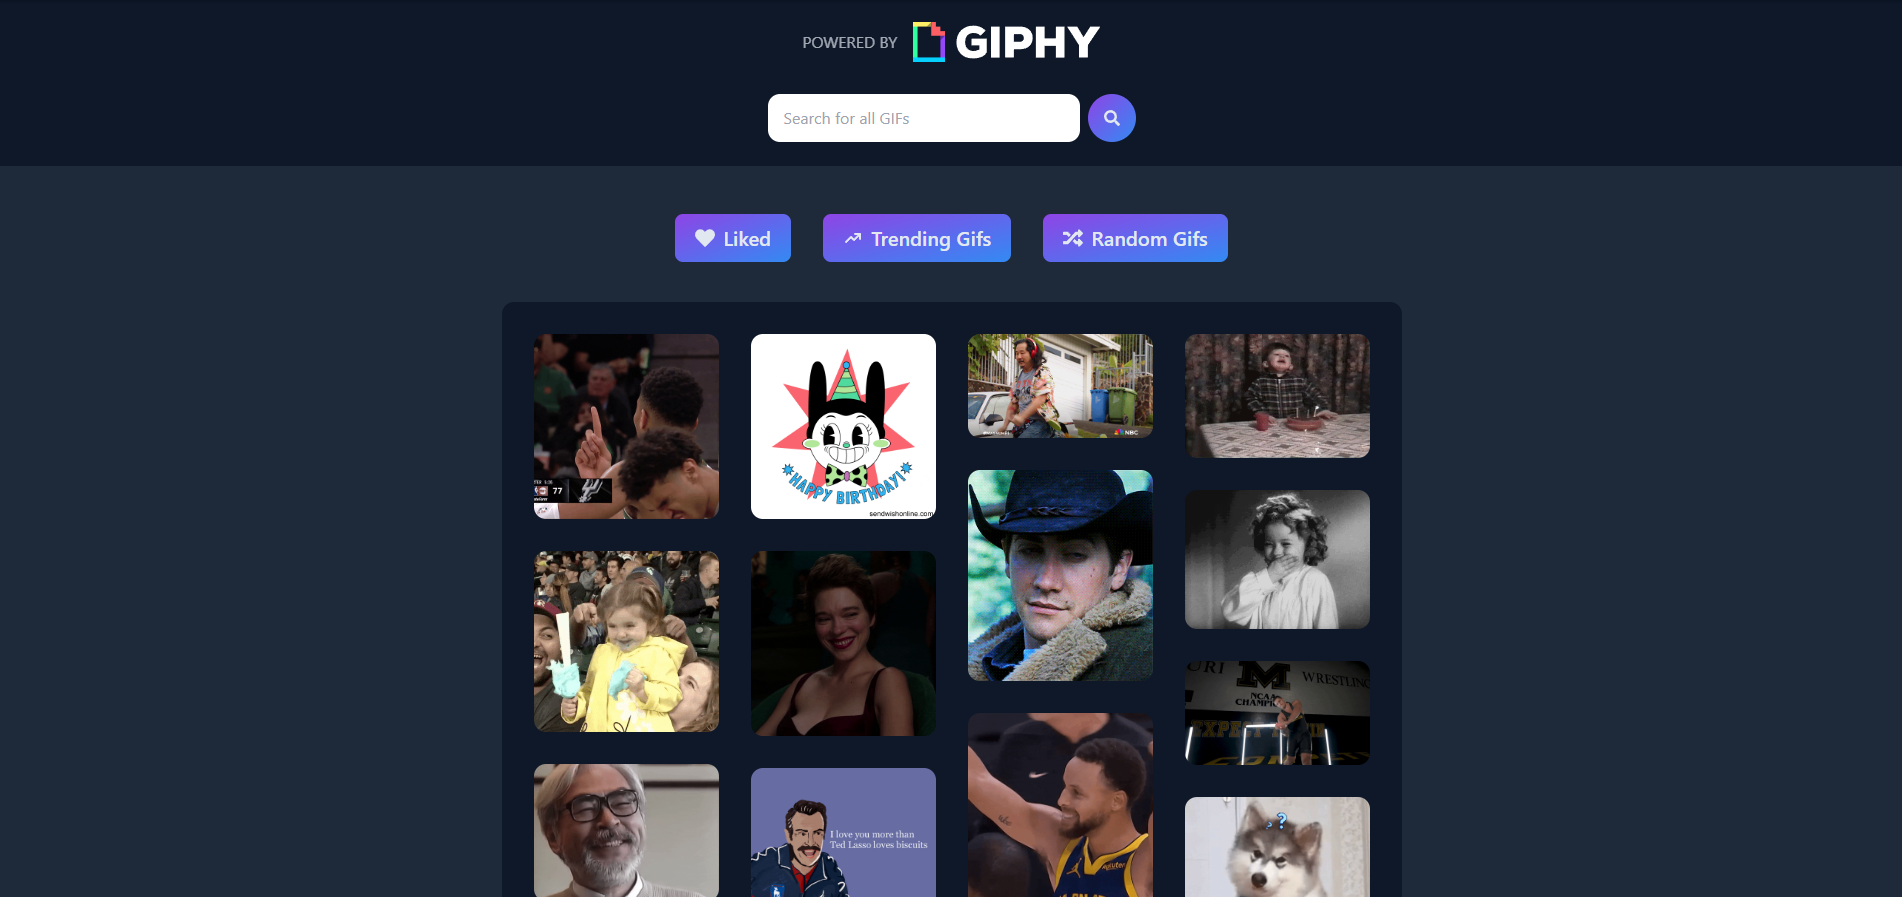 POWERED BY GIPHY
Search for all GIFs
Liked
Trending Gifs
Random Gifs
77
HAPPY BIRTHDAY!
sendwishonline.com
NBC
M
WRESTLING
NCAA
I love you more than
Ted Lasso loves biscuits
?